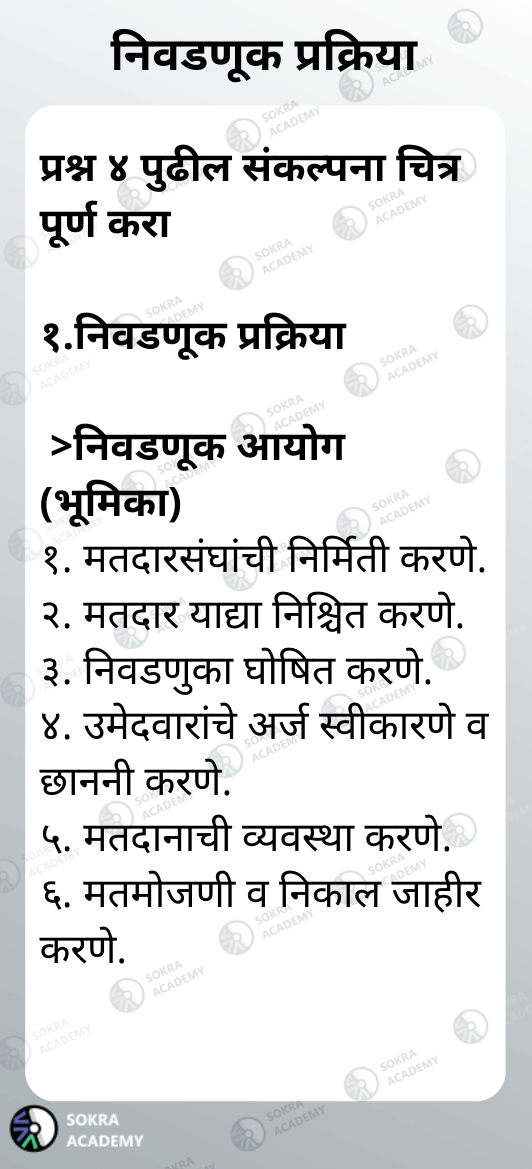 निवडणूक प्रक्रिया
प्रश्न ४ पुढील संकल्पना चित्र
पूर्ण करा
१.निवडणूक प्रक्रिया
>निवडणूक आयोग
(भूमिका)
१. मतदारसंघांची निर्मिती करणे.
२. मतदार याद्या निश्चित करणे.
३. निवडणुका घोषित करणे.
४. उमेदवारांचे अर्ज स्वीकारणे व
छाननी करणे.
५. मतदानाची व्यवस्था करणे.
६. मतमोजणी व निकाल जाहीर
करणे.
SOKRA
ACADEMY